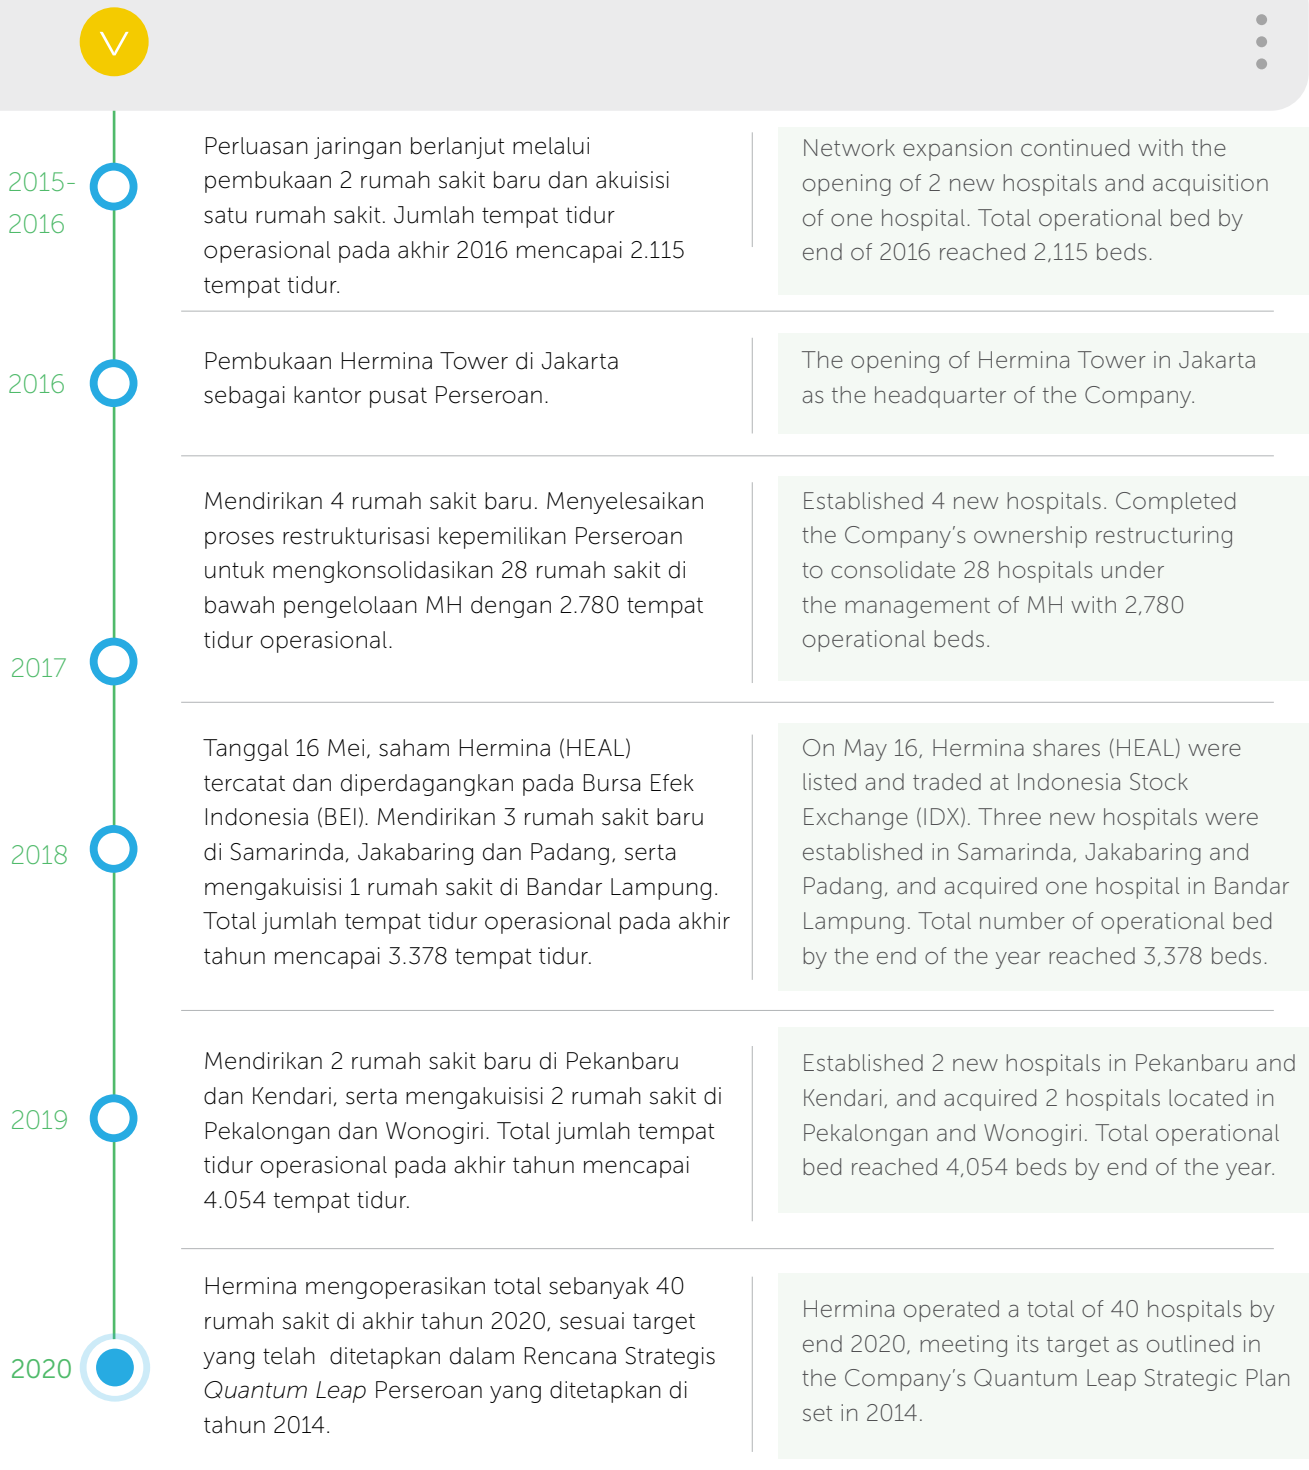 2015-
2016
Perluasan jaringan berlanjut melalui
pembukaan 2 rumah sakit baru dan akuisisi
satu rumah sakit. Jumlah tempat tidur
operasional pada akhir 2016 mencapai 2.115
tempat tidur.
Network expansion continued with the
opening of 2 new hospitals and acquisition
of one hospital. Total operational bed by
end of 2016 reached 2,115 beds.
2016
Pembukaan Hermina Tower di Jakarta
sebagai kantor pusat Perseroan.
The opening of Hermina Tower in Jakarta
as the headquarter of the Company.
2017
Mendirikan 4 rumah sakit baru. Menyelesaikan
proses restrukturisasi kepemilikan Perseroan
untuk mengkonsolidasikan 28 rumah sakit di
bawah pengelolaan MH dengan 2.780 tempat
tidur operasional.
Established 4 new hospitals. Completed
the Company’s ownership restructuring
to consolidate 28 hospitals under
the management of MH with 2,780
operational beds.
2018
Tanggal 16 Mei, saham Hermina (HEAL)
tercatat dan diperdagangkan pada Bursa Efek
Indonesia (BEI). Mendirikan 3 rumah sakit baru
di Samarinda, Jakabaring dan Padang, serta
mengakuisisi 1 rumah sakit di Bandar Lampung.
Total jumlah tempat tidur operasional pada akhir
tahun mencapai 3.378 tempat tidur.
On May 16, Hermina shares (HEAL) were
listed and traded at Indonesia Stock
Exchange (IDX). Three new hospitals were
established in Samarinda, Jakabaring and
Padang, and acquired one hospital in Bandar
Lampung. Total number of operational bed
by the end of the year reached 3,378 beds.
2019
Mendirikan 2 rumah sakit baru di Pekanbaru
dan Kendari, serta mengakuisisi 2 rumah sakit di
Pekalongan dan Wonogiri. Total jumlah tempat
tidur operasional pada akhir tahun mencapai
4.054 tempat tidur.
Established 2 new hospitals in Pekanbaru and
Kendari, and acquired 2 hospitals located in
Pekalongan and Wonogiri. Total operational
bed reached 4,054 beds by end of the year.
2020
Hermina mengoperasikan total sebanyak 40
rumah sakit di akhir tahun 2020, sesuai target
yang telah ditetapkan dalam Rencana Strategis
Quantum Leap Perseroan yang ditetapkan di
tahun 2014.
Hermina operated a total of 40 hospitals by
end 2020, meeting its target as outlined in
the Company’s Quantum Leap Strategic Plan
set in 2014.